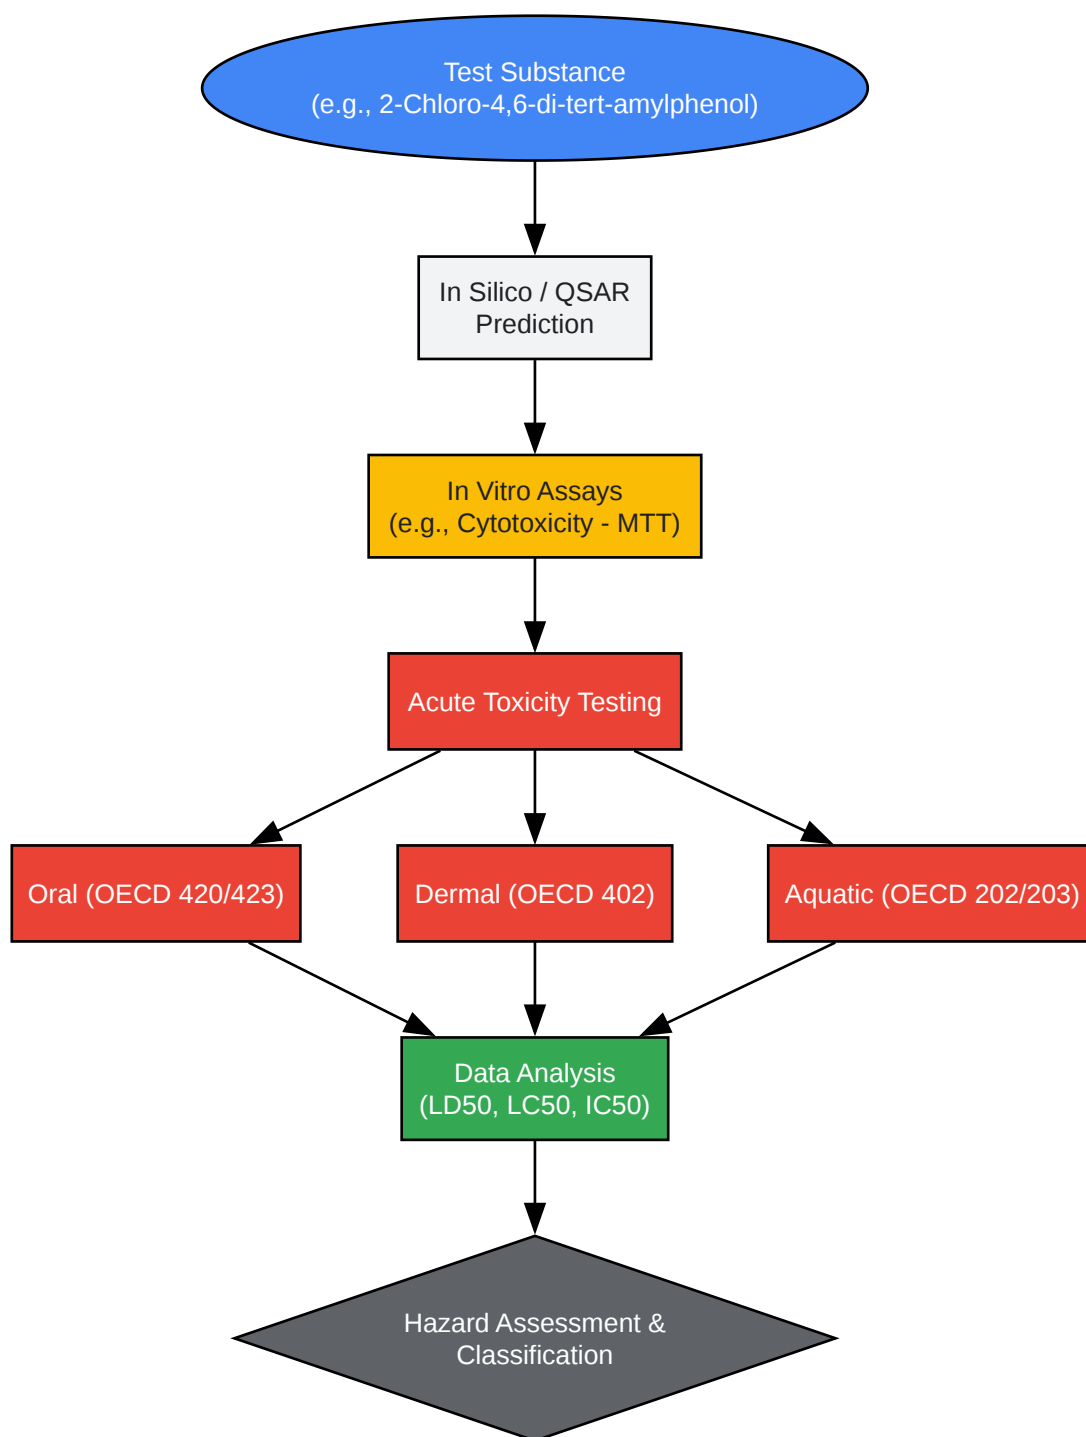 Test Substance
(e.g., 2-Chloro-4,6-di-tert-amylphenol)
In Silico / QSAR
Prediction
In Vitro Assays
(e.g., Cytotoxicity - MTT)
Acute Toxicity Testing
Oral (OECD 420/423)
Dermal (OECD 402)
Aquatic (OECD 202/203)
Data Analysis
(LD50, LC50, IC50)
Hazard Assessment &
Classification